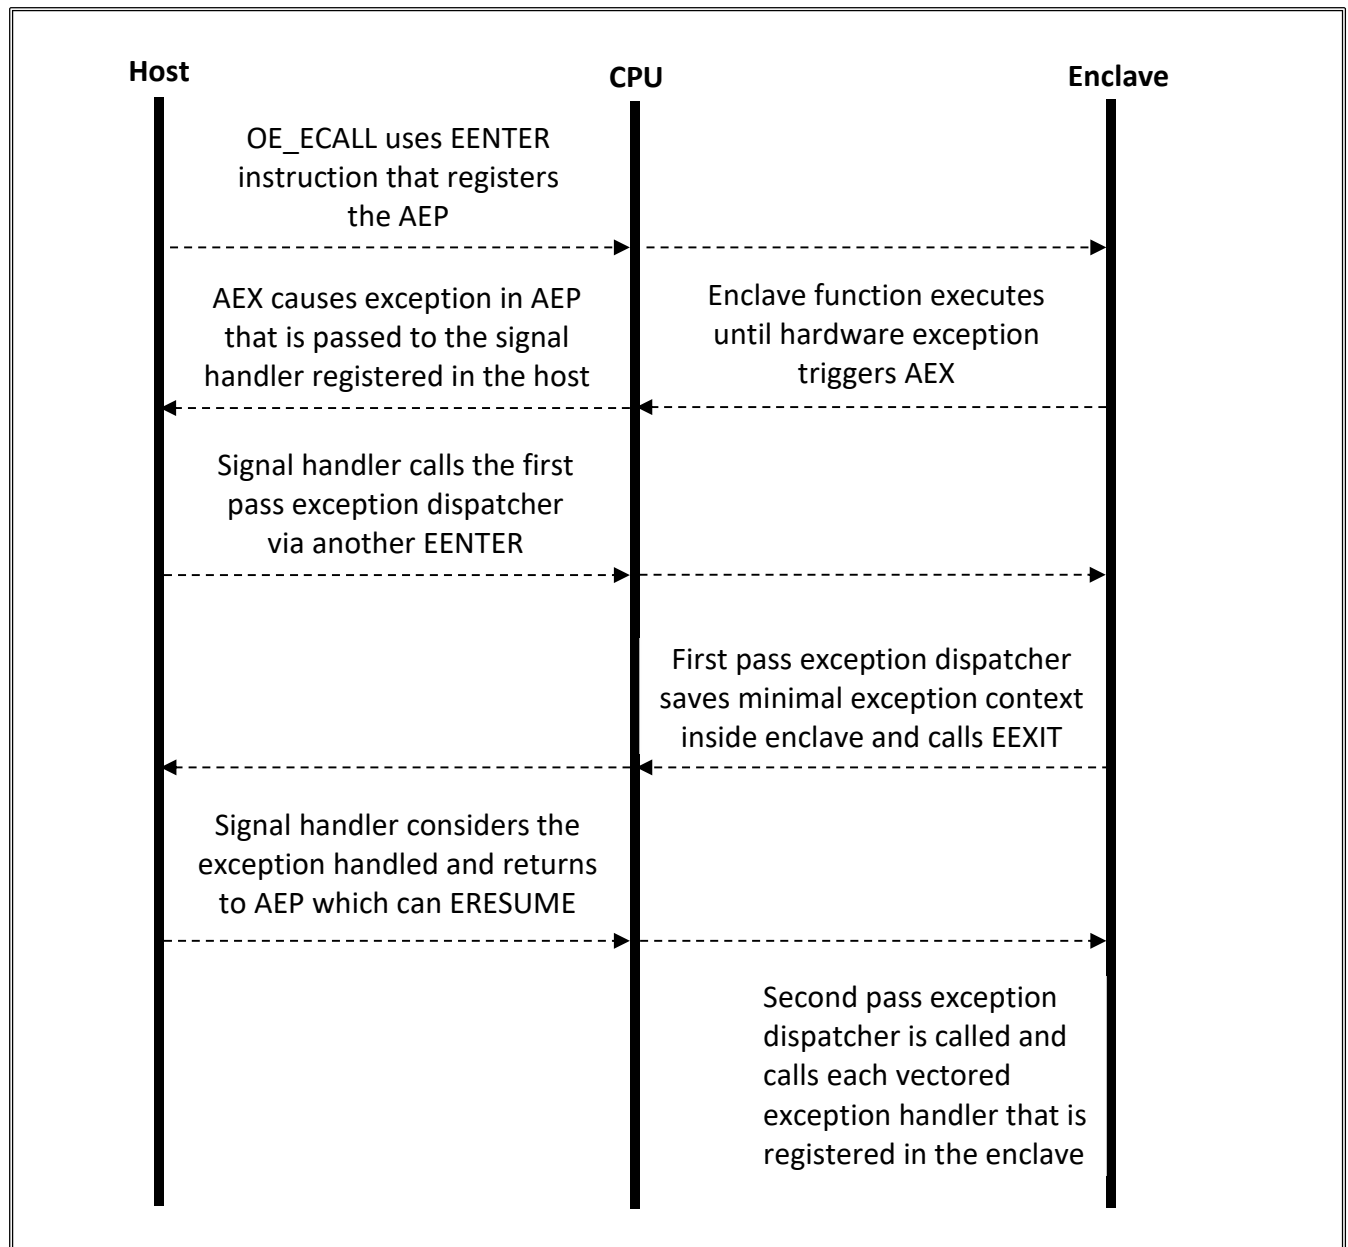 Host
CPU
Enclave
OE_ECALL uses EENTER
instruction that registers
the AEP
AEX causes exception in AEP
that is passed to the signal
handler registered in the host
Enclave function executes
until hardware exception
triggers AEX
Signal handler calls the first
pass exception dispatcher
via another EENTER
First pass exception dispatcher
saves minimal exception context
inside enclave and calls EEXIT
Signal handler considers the
exception handled and returns
to AEP which can ERESUME
Second pass exception
dispatcher is called and
calls each vectored
exception handler that is
registered in the enclave